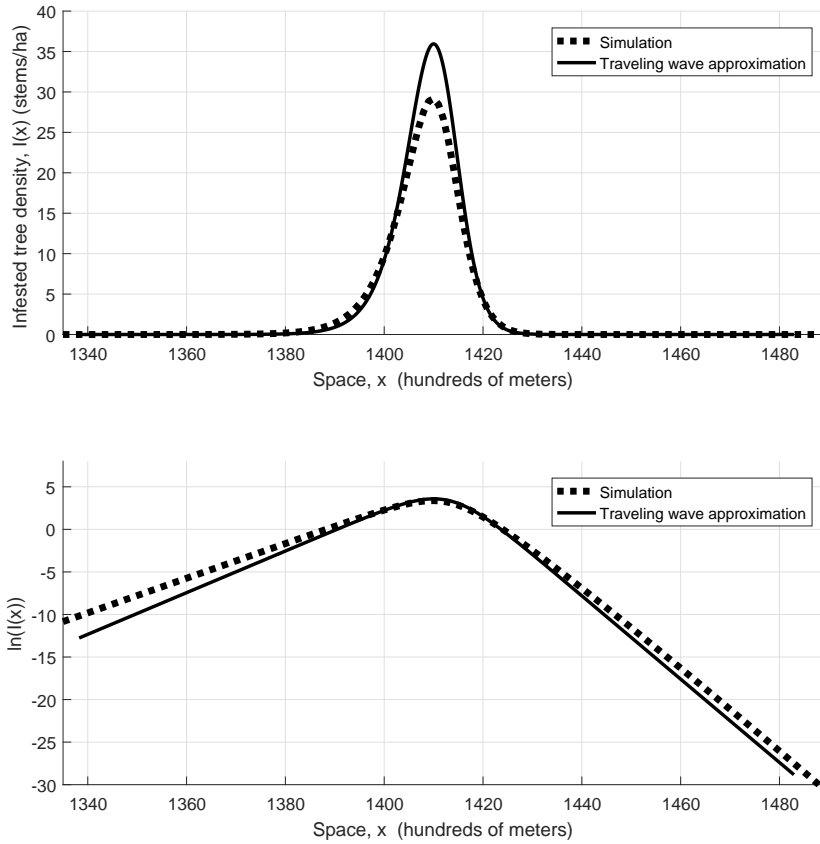 40
35
30
25
20
15
10
5
0
Infested tree density, I(x) (stems/ha)
Simulation
Traveling wave approximation
1340 1360 1380 1400 1420 1440 1460 1480
Space, x (hundreds of meters)
5
0
-5
-10
-15
-20
-25
-30
ln(I(x))
Simulation
Traveling wave approximation
1340 1360 1380 1400 1420 1440 1460 1480
Space, x (hundreds of meters)